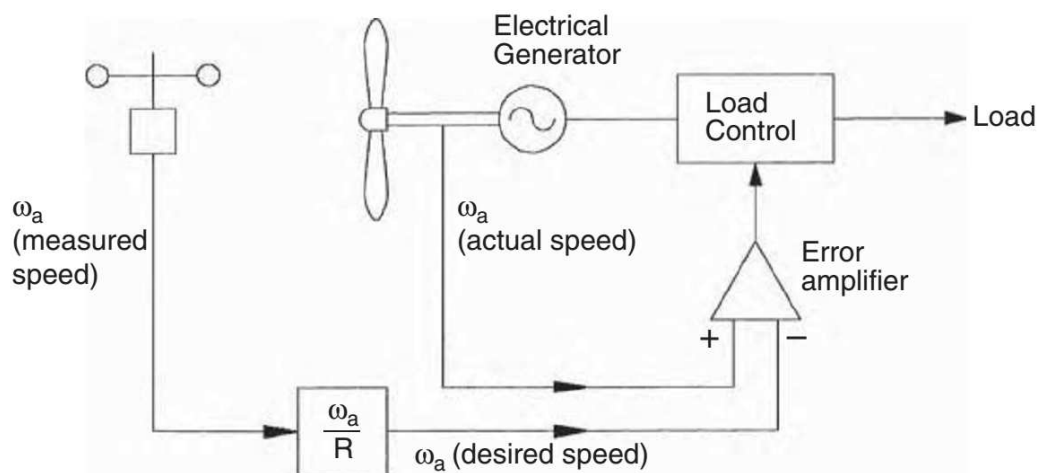 Electrical
Generator
Load
Control
Load
ωa
(measured
speed)
ωa
(actual speed)
Error
amplifier
+
−
ωa
R
ωa (desired speed)